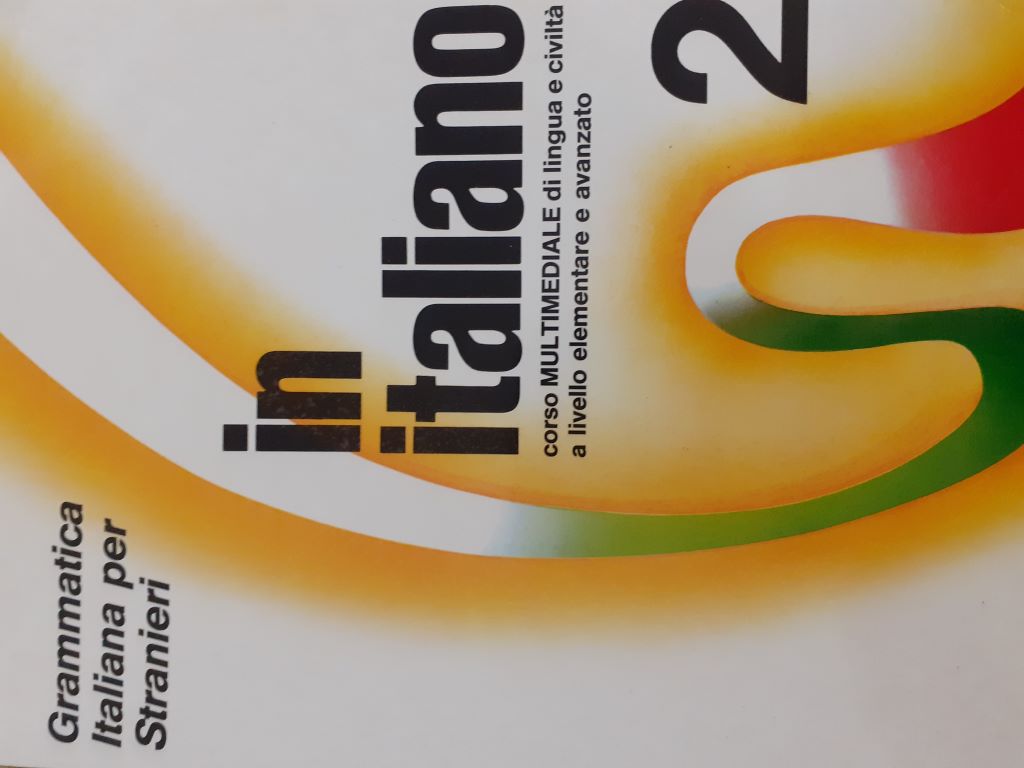 Grammatica
Italiana per
Stranieri
in
italiano
corso MULTIMEDIALE di lingua e civiltà
a livello elementare e avanzato
2